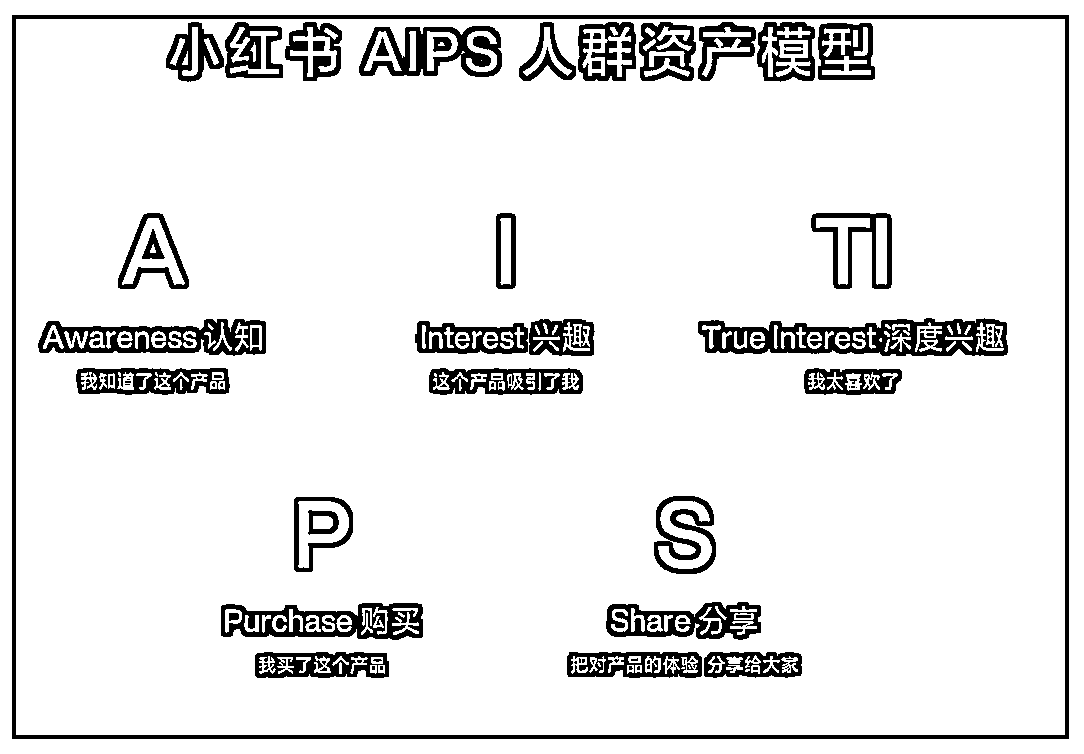 小红书 AIPS 人群资产模型
A
I
TI
Awareness 认知
Interest 兴趣
True Interest 深度兴趣
我知道了这个产品
这个产品吸引了我
我太喜欢了
P
S
Purchase 购买
Share 分享
我买了这个产品
把对产品的体验 分享给大家